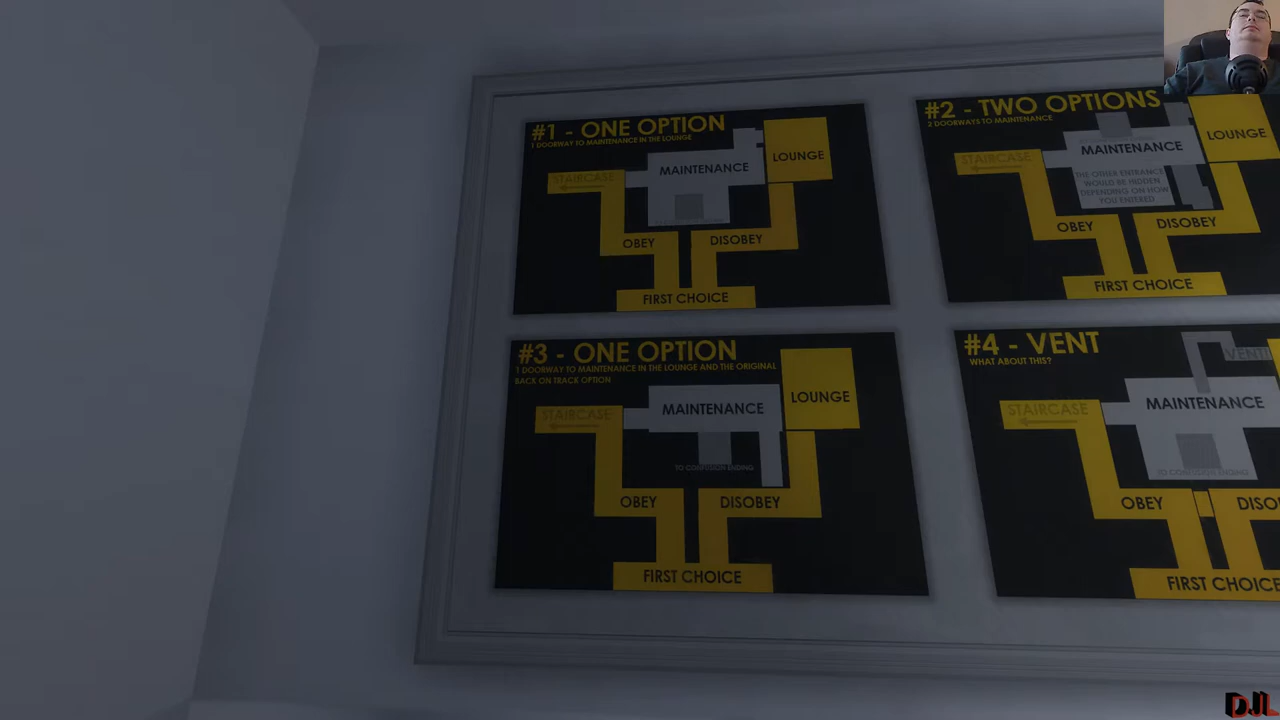 #1 - ONE OPTION
1 DOORWAY TO MAINTENANCE IN THE LOUNGE
STAIRCASE
MAINTENANCE
LOUNGE
OBEY
DISOBEY
FIRST CHOICE
#2 - TWO OPTIONS
2 DOORWAYS TO MAINTENANCE
STAIRCASE
MAINTENANCE
LOUNGE
THE OTHER ENTRANCE
WOULD BE HIDDEN
DEPENDING ON HOW
YOU ENTERED
OBEY
DISOBEY
FIRST CHOICE
#3 - ONE OPTION
1 DOORWAY TO MAINTENANCE IN THE LOUNGE AND THE ORIGINAL
BACK ON TRACK OPTION
STAIRCASE
MAINTENANCE
LOUNGE
TO CONFUSION ENDING
OBEY
DISOBEY
FIRST CHOICE
#4 - VENT
WHAT ABOUT THIS?
VENT
STAIRCASE
MAINTENANCE
TO CONFUSION ENDING
OBEY
DISO
FIRST CHOICE
DJL